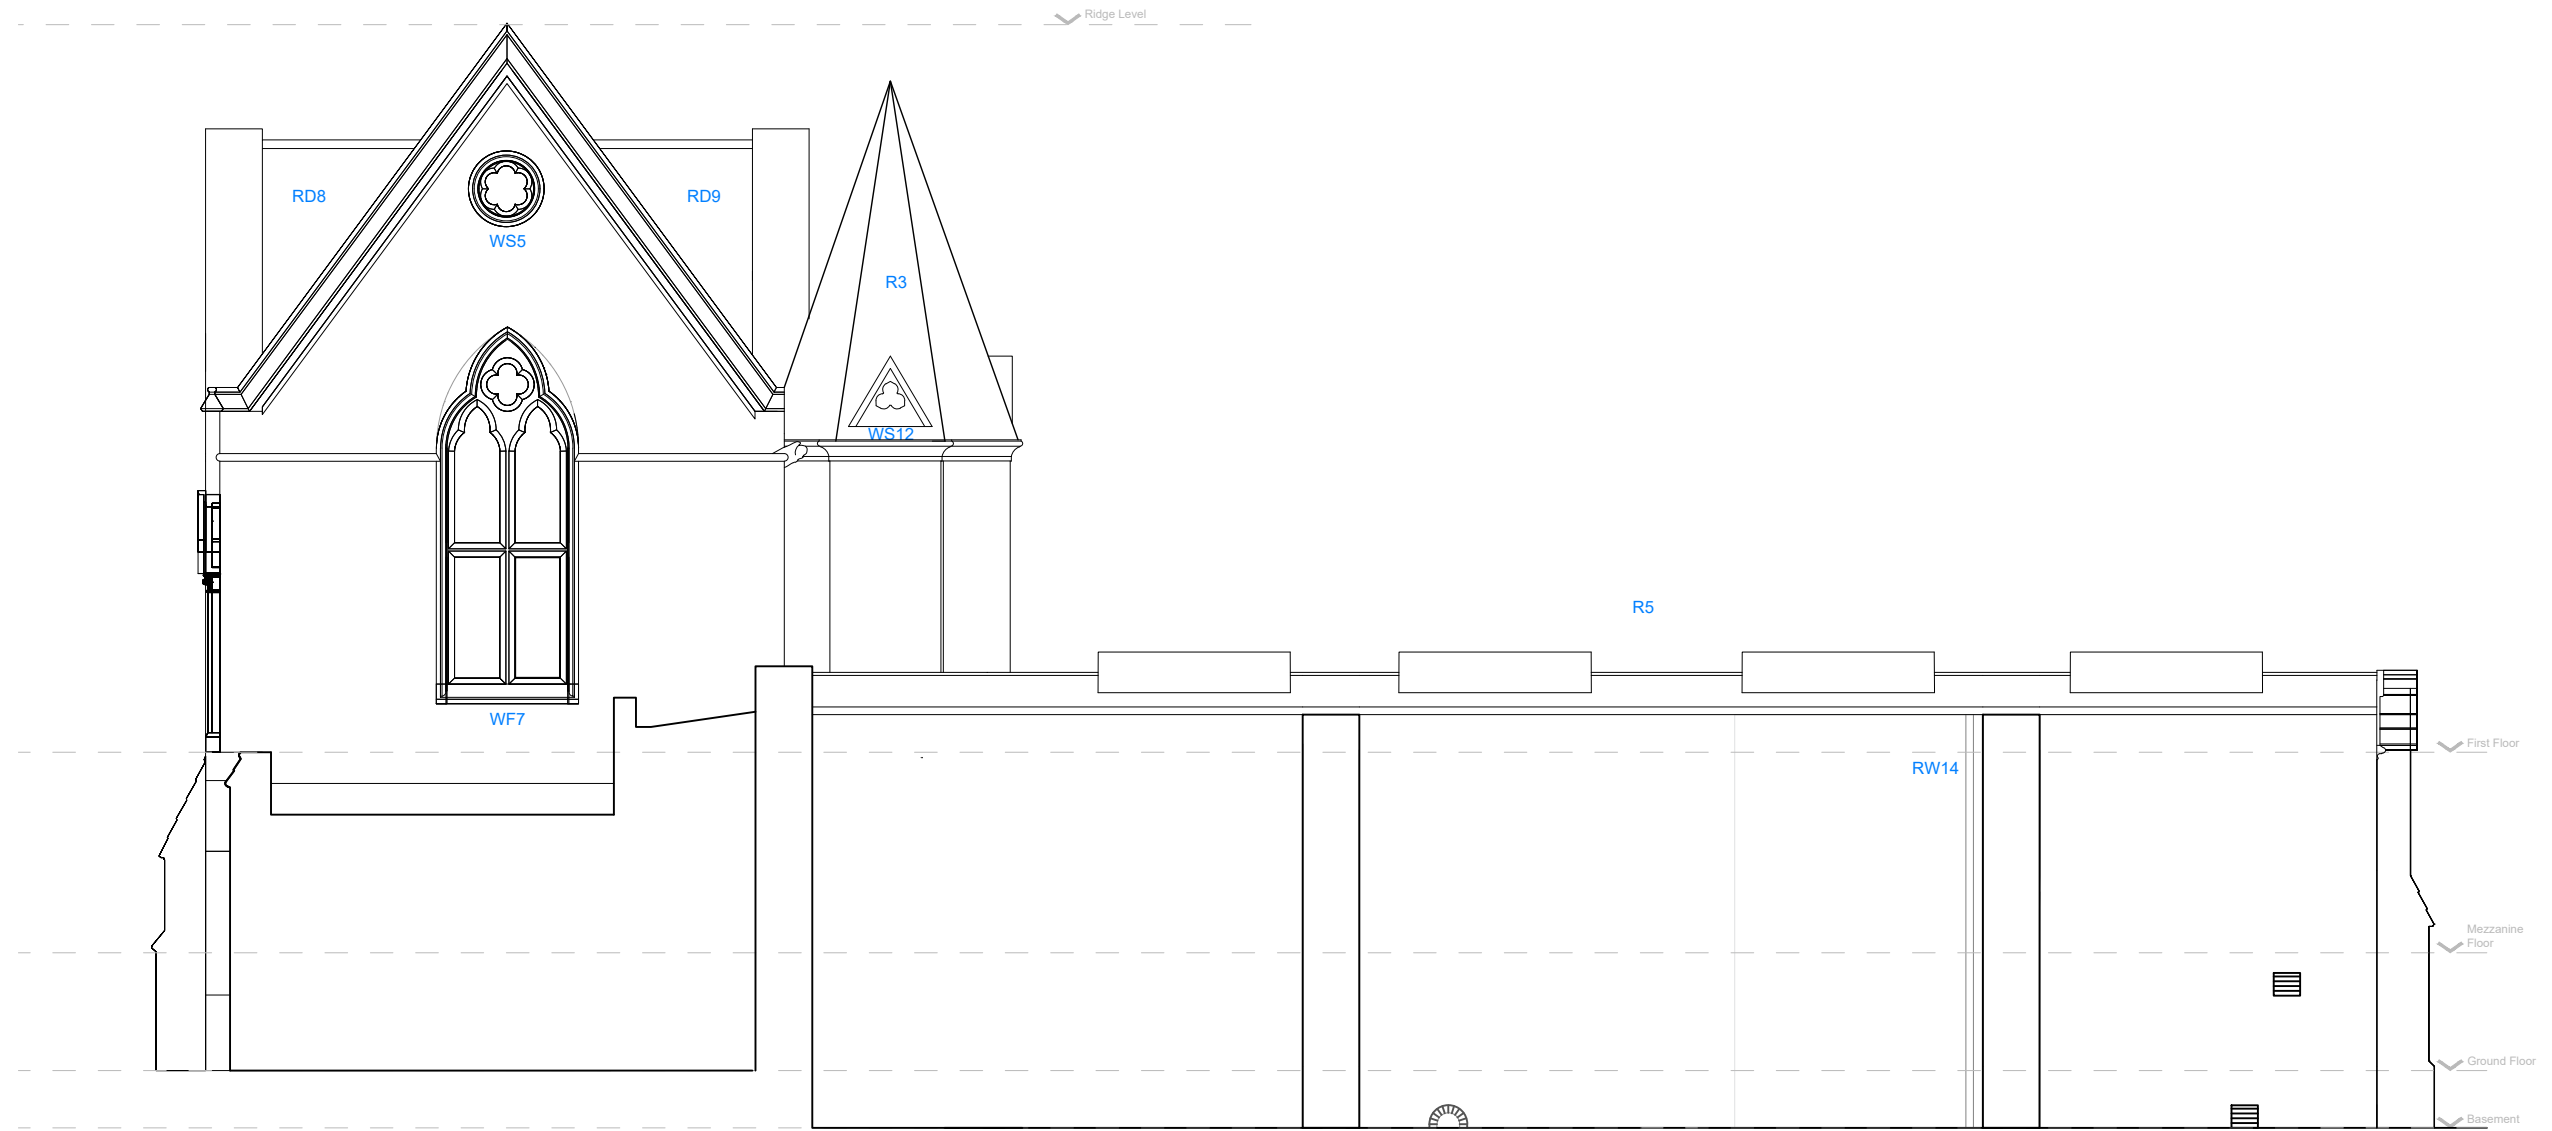 Ridge Level
RD8
RD9
WS5
R3
WS12
R5
WF7
First Floor
RW14
Mezzanine
Floor
Ground Floor
Basement